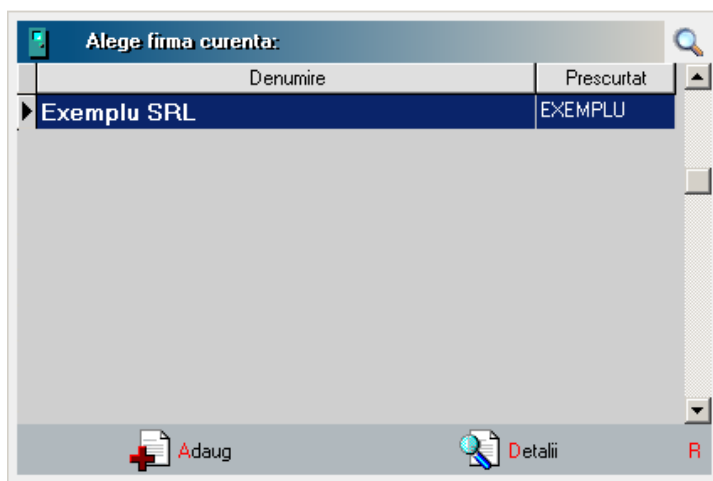 Alege firma curenta:
Denumire Prescurtat
Exemplu SRL EXEMPLU
Adaug Detalii R